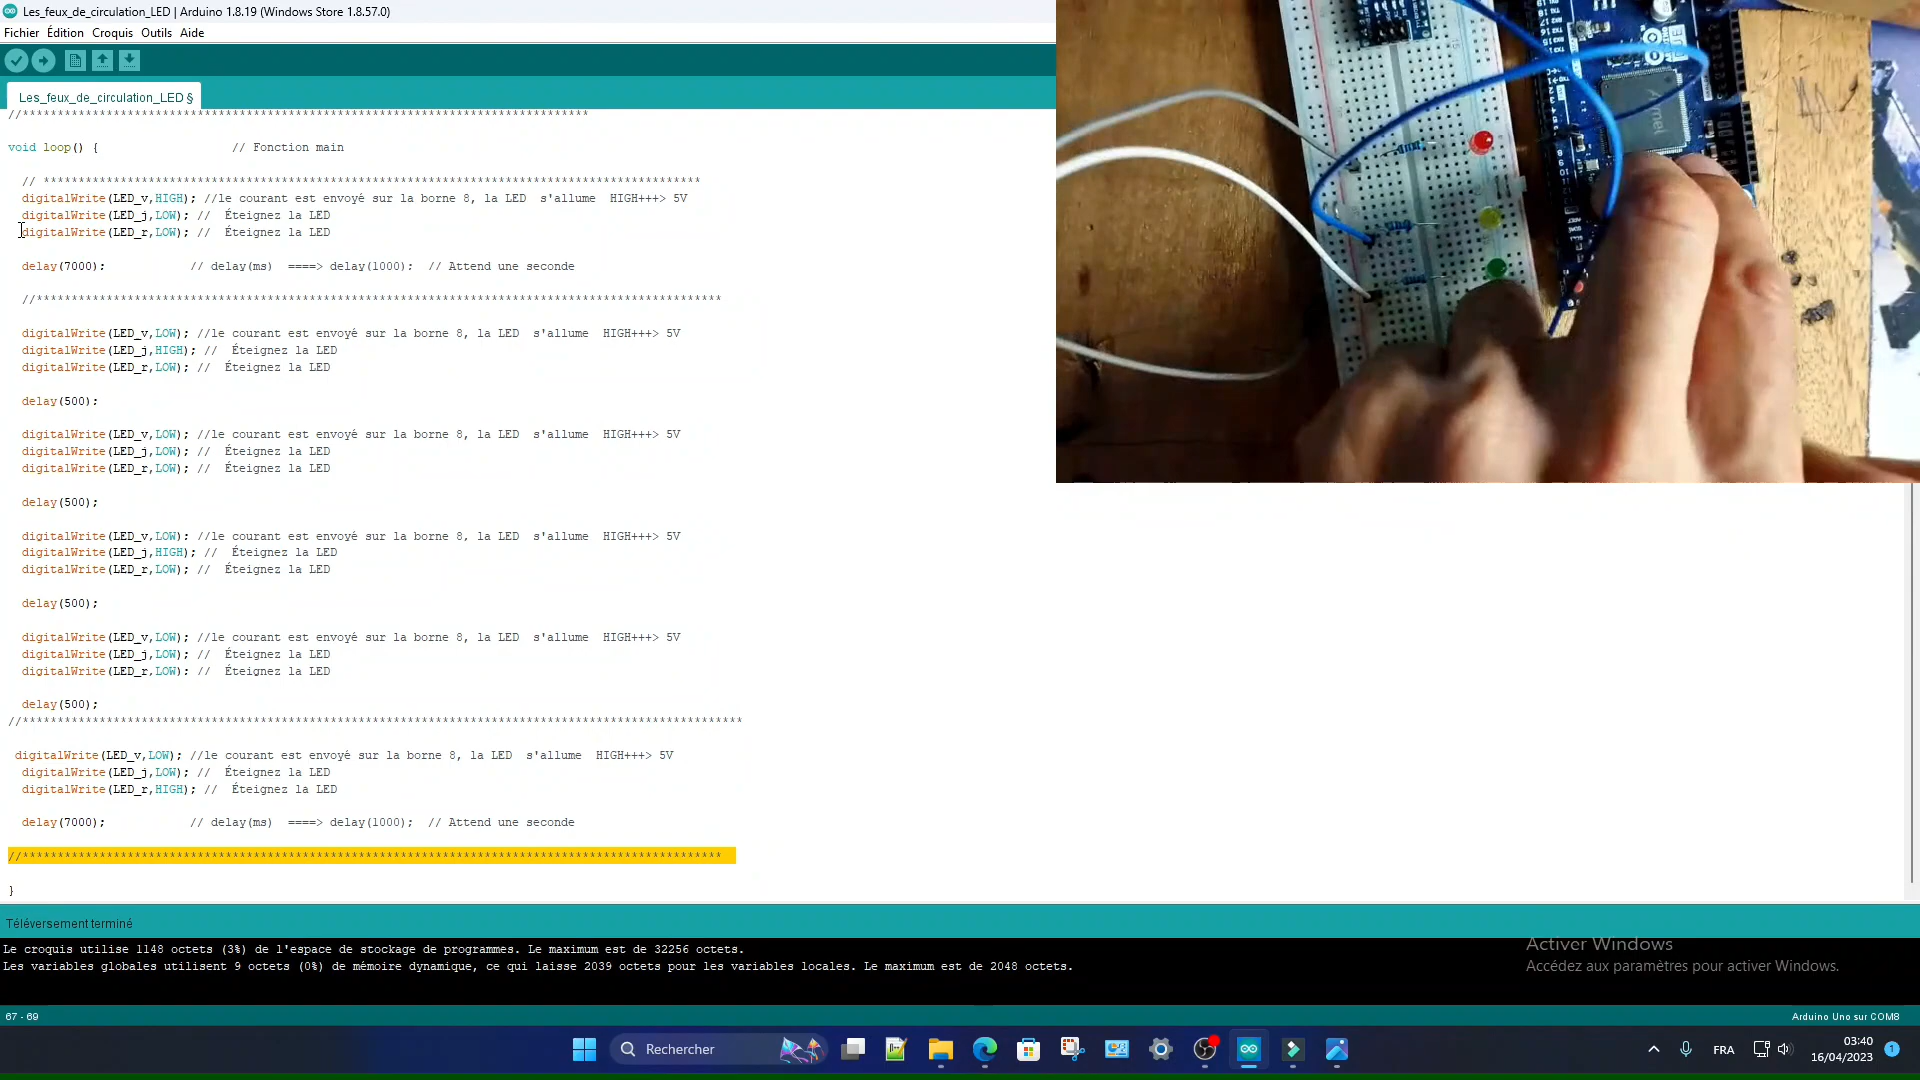 Les_feux_de_circulation_LED | Arduino 1.8.19 (Windows Store 1.8.57.0)
Fichier Édition Croquis Outils Aide
Les_feux_de_circulation_LED §
//*********************************************************************************
void loop() { // Fonction main
// **********************************************************************************************
digitalWrite(LED_v,HIGH); //le courant est envoyé sur la borne 8, la LED s'allume HIGH+++> 5V
digitalWrite(LED_j,LOW); // Éteignez la LED
digitalWrite(LED_r,LOW); // Éteignez la LED
delay(7000); // delay(ms) ====> delay(1000); // Attend une seconde
//**************************************************************************************************
digitalWrite(LED_v,LOW); //le courant est envoyé sur la borne 8, la LED s'allume HIGH+++> 5V
digitalWrite(LED_j,HIGH); // Éteignez la LED
digitalWrite(LED_r,LOW); // Éteignez la LED
delay(500);
digitalWrite(LED_v,LOW); //le courant est envoyé sur la borne 8, la LED s'allume HIGH+++> 5V
digitalWrite(LED_j,LOW); // Éteignez la LED
digitalWrite(LED_r,LOW); // Éteignez la LED
delay(500);
digitalWrite(LED_v,LOW); //le courant est envoyé sur la borne 8, la LED s'allume HIGH+++> 5V
digitalWrite(LED_j,HIGH); // Éteignez la LED
digitalWrite(LED_r,LOW); // Éteignez la LED
delay(500);
digitalWrite(LED_v,LOW); //le courant est envoyé sur la borne 8, la LED s'allume HIGH+++> 5V
digitalWrite(LED_j,LOW); // Éteignez la LED
digitalWrite(LED_r,LOW); // Éteignez la LED
delay(500);
//*******************************************************************************************************
digitalWrite(LED_v,LOW); //le courant est envoyé sur la borne 8, la LED s'allume HIGH+++> 5V
digitalWrite(LED_j,LOW); // Éteignez la LED
digitalWrite(LED_r,HIGH); // Éteignez la LED
delay(7000); // delay(ms) ====> delay(1000); // Attend une seconde
//****************************************************************************************************
}
Téléversement terminé
Le croquis utilise 1148 octets (3%) de l'espace de stockage de programmes. Le maximum est de 32256 octets.
Les variables globales utilisent 9 octets (0%) de mémoire dynamique, ce qui laisse 2039 octets pour les variables locales. Le maximum est de 2048 octets.
Activer Windows
Accédez aux paramètres pour activer Windows.
67 - 69
Arduino Uno sur COM8
Rechercher
FRA
03:40
16/04/2023
1